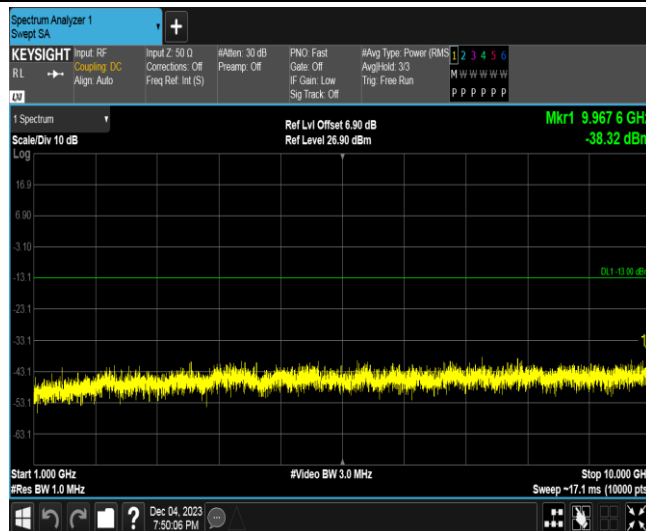 Spectrum Analyzer 1
Swept SA
+
KEYSIGHT Input: RF Input Z: 50 Ω #Atten: 30 dB PNO: Fast #Avg Type: Power (RMS 1 2 3 4 5 6
RL Coupling: DC Corrections: Off Preamp: Off Gate: Off Avg|Hold: 3/3 M W W W W W
Align: Auto Freq Ref: Int (S) IF Gain: Low Trig: Free Run
Sig Track: Off P P P P P P
LXI
1 Spectrum
Scale/Div 10 dB
Ref Lvl Offset 6.90 dB
Ref Level 26.90 dBm
Mkr1 9.967 6 GHz
-38.32 dBm
Log
16.9
6.90
-3.10
-13.1
DL1 -13.00 dBm
-23.1
-33.1
1
-43.1
-53.1
-63.1
Start 1.000 GHz #Video BW 3.0 MHz Stop 10.000 GHz
#Res BW 1.0 MHz Sweep ~17.1 ms (10000 pts
? Dec 04, 2023
7:50:06 PM